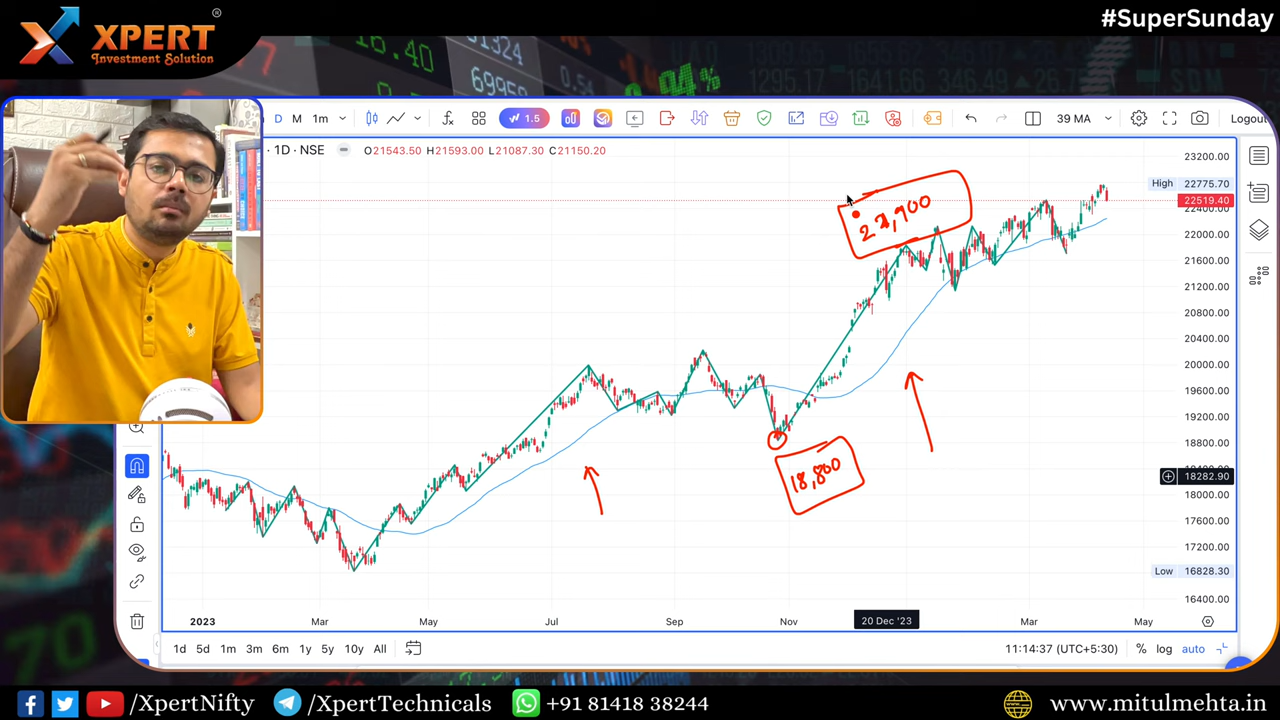 XPERT
Investment Solution
®
#SuperSunday
D M 1m
1.5
39 MA
Logout
· 1D · NSE O21543.50 H21593.00 L21087.30 C21150.20
23200.00
High 22775.70
22519.40
22400.00
22000.00
21600.00
21200.00
20800.00
20400.00
20000.00
19600.00
19200.00
18800.00
18282.90
18000.00
17600.00
17200.00
Low 16828.30
16400.00
18,800
2023 Mar May Jul Sep Nov 20 Dec '23 Mar May
1d 5d 1m 3m 6m 1y 5y 10y All
11:14:37 (UTC+5:30) % log auto
/XpertNifty /XpertTechnicals +91 81418 38244 www.mitulmehta.in